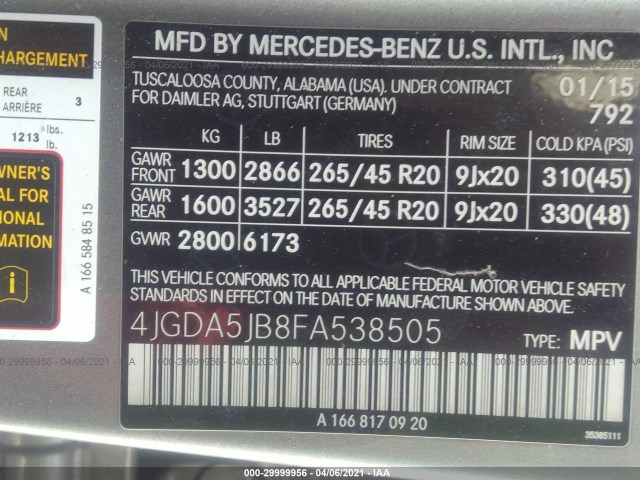 N
CHARGEMENT
REAR
ARRIÈRE 3
1213 lbs.
lb.
WNER'S
AL FOR
IONAL
MATION
i
A 166 584 85 15
MFD BY MERCEDES-BENZ U.S. INTL., INC
TUSCALOOSA COUNTY, ALABAMA (USA). UNDER CONTRACT
FOR DAIMLER AG, STUTTGART (GERMANY)
01/15
792
KG LB TIRES RIM SIZE COLD KPA (PSI)
GAWR
FRONT 1300 2866 265/45 R20 9Jx20 310(45)
GAWR
REAR 1600 3527 265/45 R20 9Jx20 330(48)
GVWR 2800 6173
THIS VEHICLE CONFORMS TO ALL APPLICABLE FEDERAL MOTOR VEHICLE SAFETY
STANDARDS IN EFFECT ON THE DATE OF MANUFACTURE SHOWN ABOVE.
4JGDA5JB8FA538505 TYPE: MPV
A 166 817 09 20
35385111
000-29999956 - 04/06/2021 - IAA